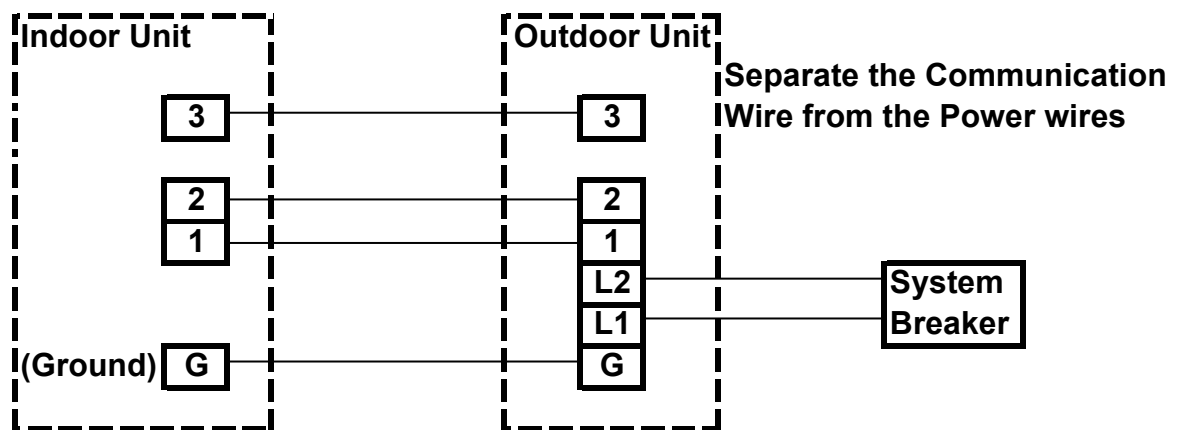 Indoor Unit
Outdoor Unit
Separate the Communication
Wire from the Power wires
3
3
2
2
1
1
L2
System
L1
Breaker
(Ground) G
G